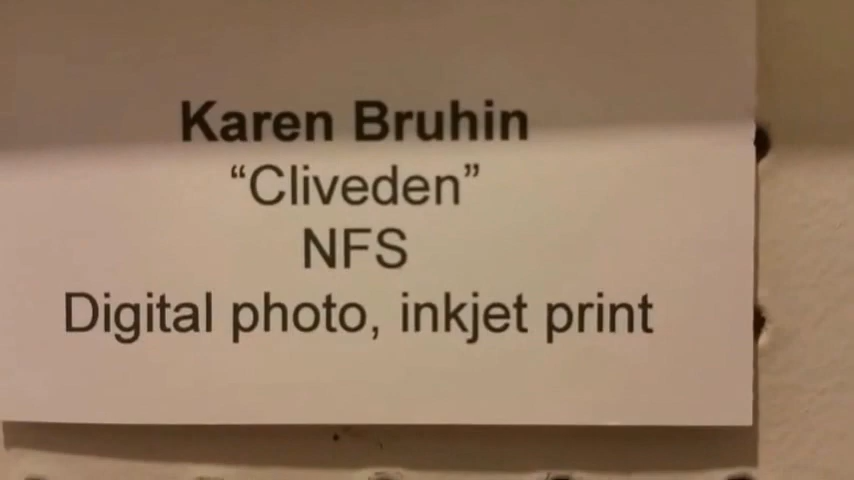 Karen Bruhin
“Cliveden”
NFS
Digital photo, inkjet print